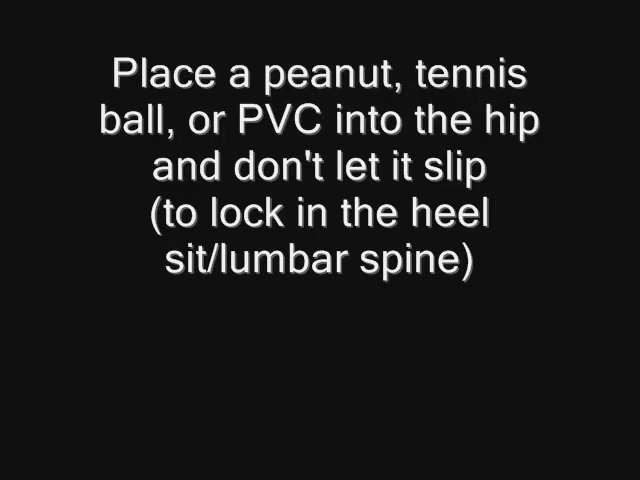 Place a peanut, tennis
ball, or PVC into the hip
and don't let it slip
(to lock in the heel
sit/lumbar spine)